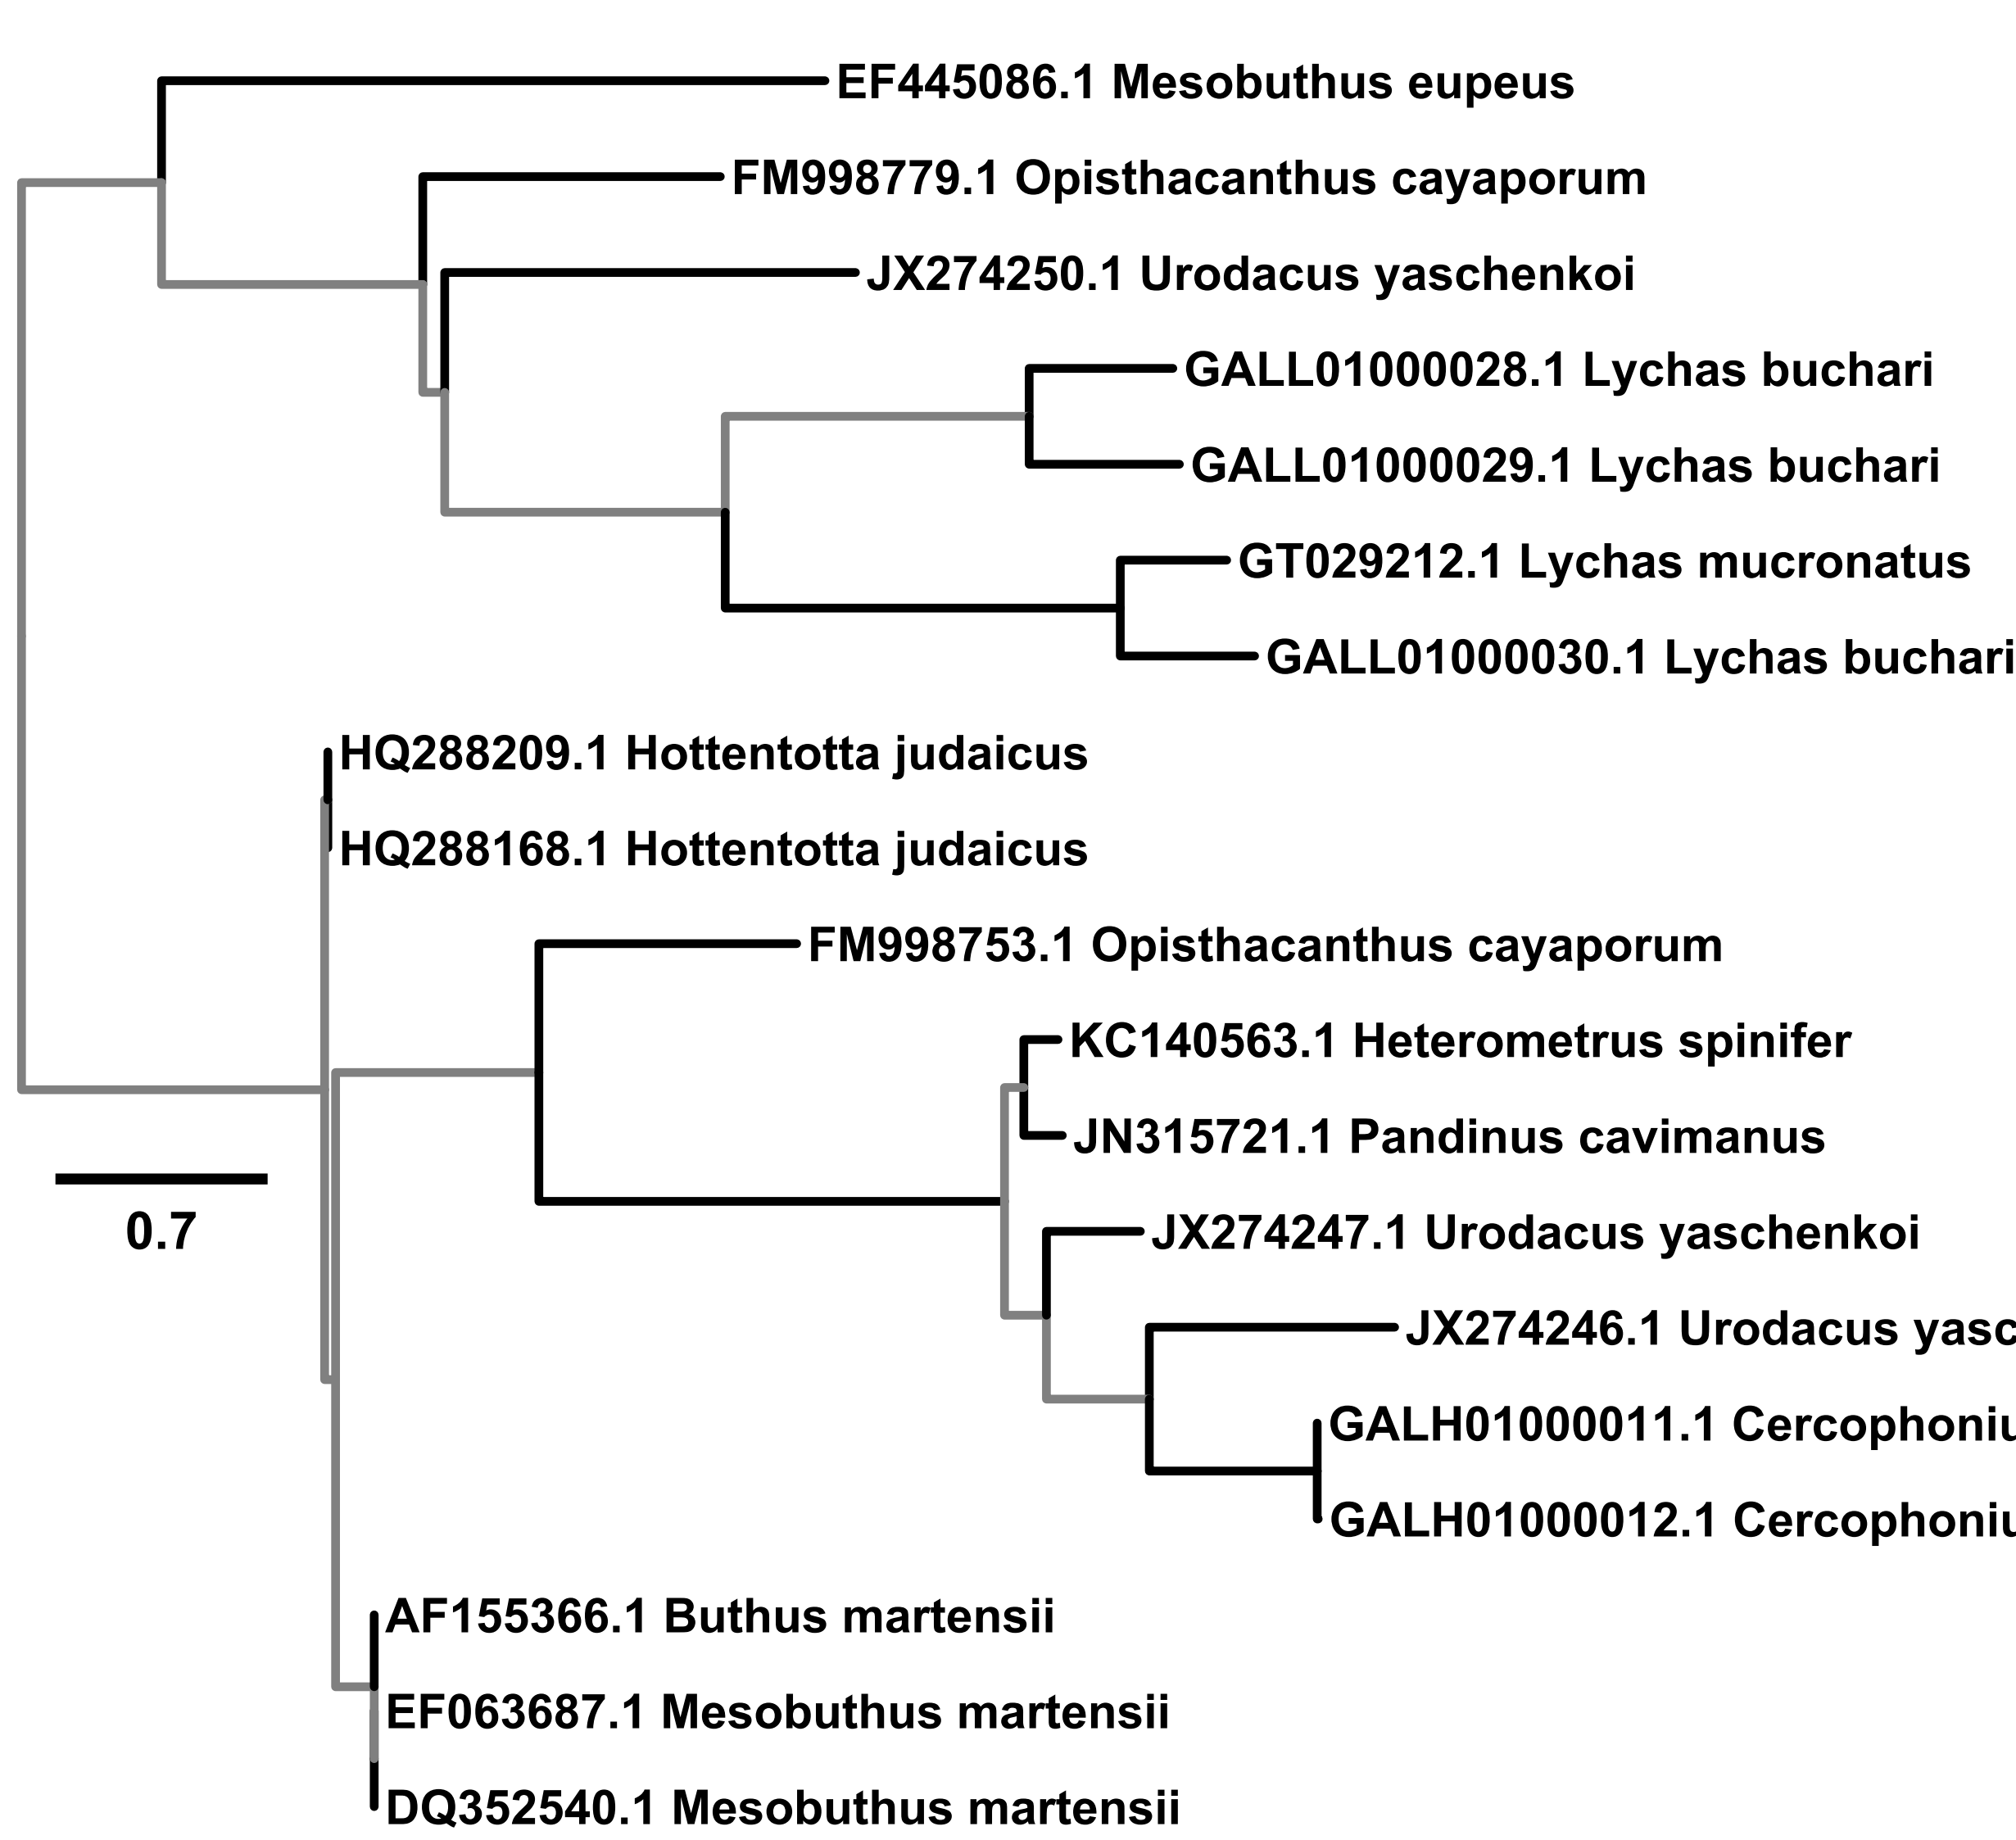 EF445086.1 Mesobuthus eupeus
FM998779.1 Opisthacanthus cayaporum
JX274250.1 Urodacus yaschenkoi
GALL01000028.1 Lychas buchari
GALL01000029.1 Lychas buchari
GT029212.1 Lychas mucronatus
GALL01000030.1 Lychas buchari
HQ288209.1 Hottentotta judaicus
HQ288168.1 Hottentotta judaicus
FM998753.1 Opisthacanthus cayaporum
KC140563.1 Heterometrus spinifer
JN315721.1 Pandinus cavimanus
0.7
JX274247.1 Urodacus yaschenkoi
JX274246.1 Urodacus
GALH01000011.1
GALH01000012.1
AF155366.1 Buthus martensii
EF063687.1 Mesobuthus martensii
DQ352540.1 Mesobuthus martensii